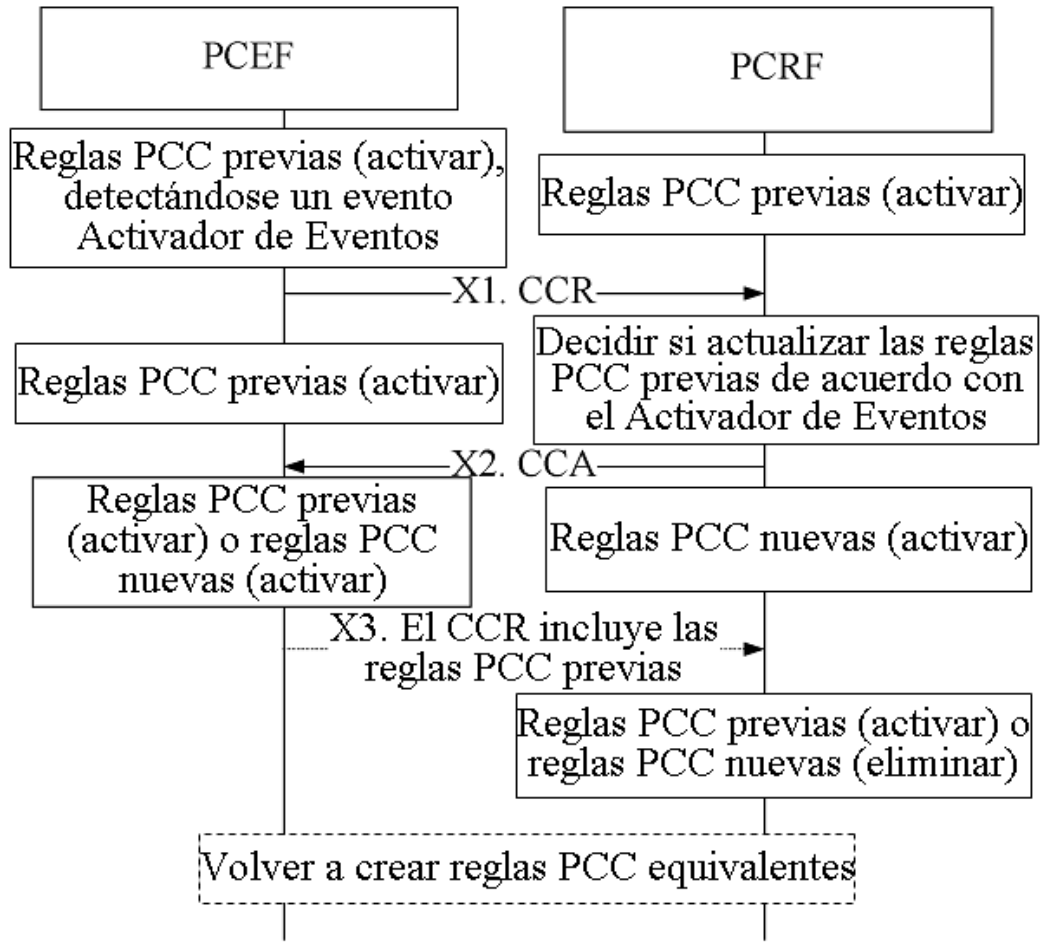 PCEF
PCRF
Reglas PCC previas (activar),
detectándose un evento
Activador de Eventos
Reglas PCC previas (activar)
X1. CCR
Reglas PCC previas (activar)
Decidir si actualizar las reglas
PCC previas de acuerdo con
el Activador de Eventos
X2. CCA
Reglas PCC previas
(activar) o reglas PCC
nuevas (activar)
Reglas PCC nuevas (activar)
X3. El CCR incluye las
reglas PCC previas
Reglas PCC previas (activar) o
reglas PCC nuevas (eliminar)
Volver a crear reglas PCC equivalentes